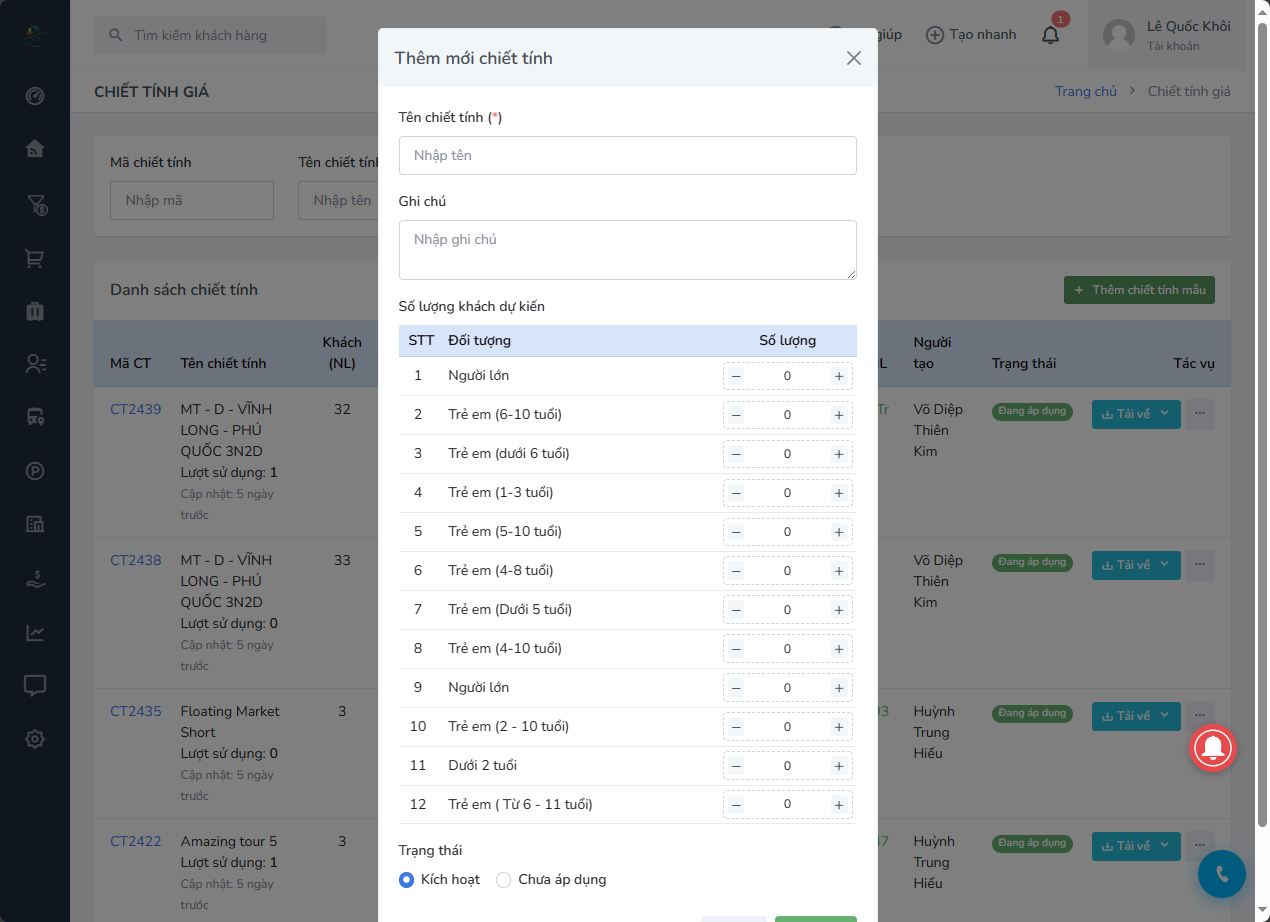 Tìm kiếm khách hàng
giúp
Tạo nhanh
1
Lê Quốc Khôi
Tài khoản
CHIẾT TÍNH GIÁ
Trang chủ > Chiết tính giá
Mã chiết tính
Nhập mã
Tên chiết tính
Nhập tên
Danh sách chiết tính
+ Thêm chiết tính mẫu
Mã CT
Tên chiết tính
Khách (NL)
L
Người tạo
Trạng thái
Tác vụ
CT2439
MT - D - VĨNH
LONG - PHÚ
QUỐC 3N2D
Lượt sử dụng: 1
Cập nhật: 5 ngày
trước
32
Tr
Võ Diệp
Thiên
Kim
Đang áp dụng
Tải về
...
CT2438
MT - D - VĨNH
LONG - PHÚ
QUỐC 3N2D
Lượt sử dụng: 0
Cập nhật: 5 ngày
trước
33
Võ Diệp
Thiên
Kim
Đang áp dụng
Tải về
...
CT2435
Floating Market
Short
Lượt sử dụng: 0
Cập nhật: 5 ngày
trước
3
93
Huỳnh
Trung
Hiếu
Đang áp dụng
Tải về
...
CT2422
Amazing tour 5
Lượt sử dụng: 1
Cập nhật: 5 ngày
trước
3
47
Huỳnh
Trung
Hiếu
Đang áp dụng
Tải về
...
Thêm mới chiết tính
Tên chiết tính (*)
Nhập tên
Ghi chú
Nhập ghi chú
Số lượng khách dự kiến
STT Đối tượng Số lượng
1 Người lớn − 0 +
2 Trẻ em (6-10 tuổi) − 0 +
3 Trẻ em (dưới 6 tuổi) − 0 +
4 Trẻ em (1-3 tuổi) − 0 +
5 Trẻ em (5-10 tuổi) − 0 +
6 Trẻ em (4-8 tuổi) − 0 +
7 Trẻ em (Dưới 5 tuổi) − 0 +
8 Trẻ em (4-10 tuổi) − 0 +
9 Người lớn − 0 +
10 Trẻ em (2 - 10 tuổi) − 0 +
11 Dưới 2 tuổi − 0 +
12 Trẻ em ( Từ 6 - 11 tuổi) − 0 +
Trạng thái
Kích hoạt Chưa áp dụng